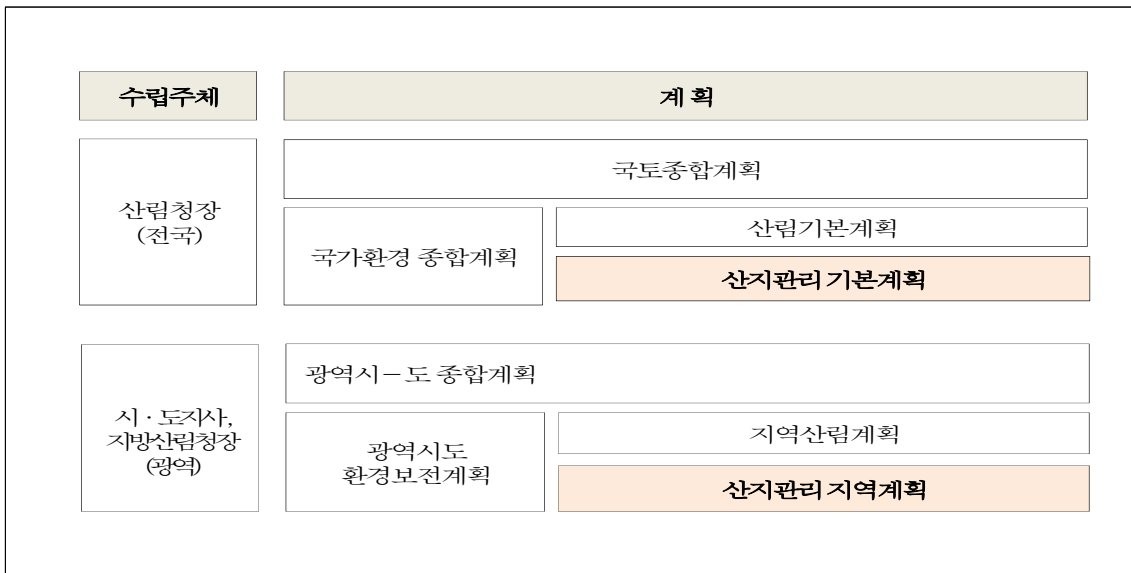 수립주체
계 획
산림청장
(전국)
국토종합계획
국가환경 종합계획
산림기본계획
산지관리 기본계획
시·도지사,
지방산림청장
(광역)
광역시-도 종합계획
광역시도
환경보전계획
지역산림계획
산지관리 지역계획